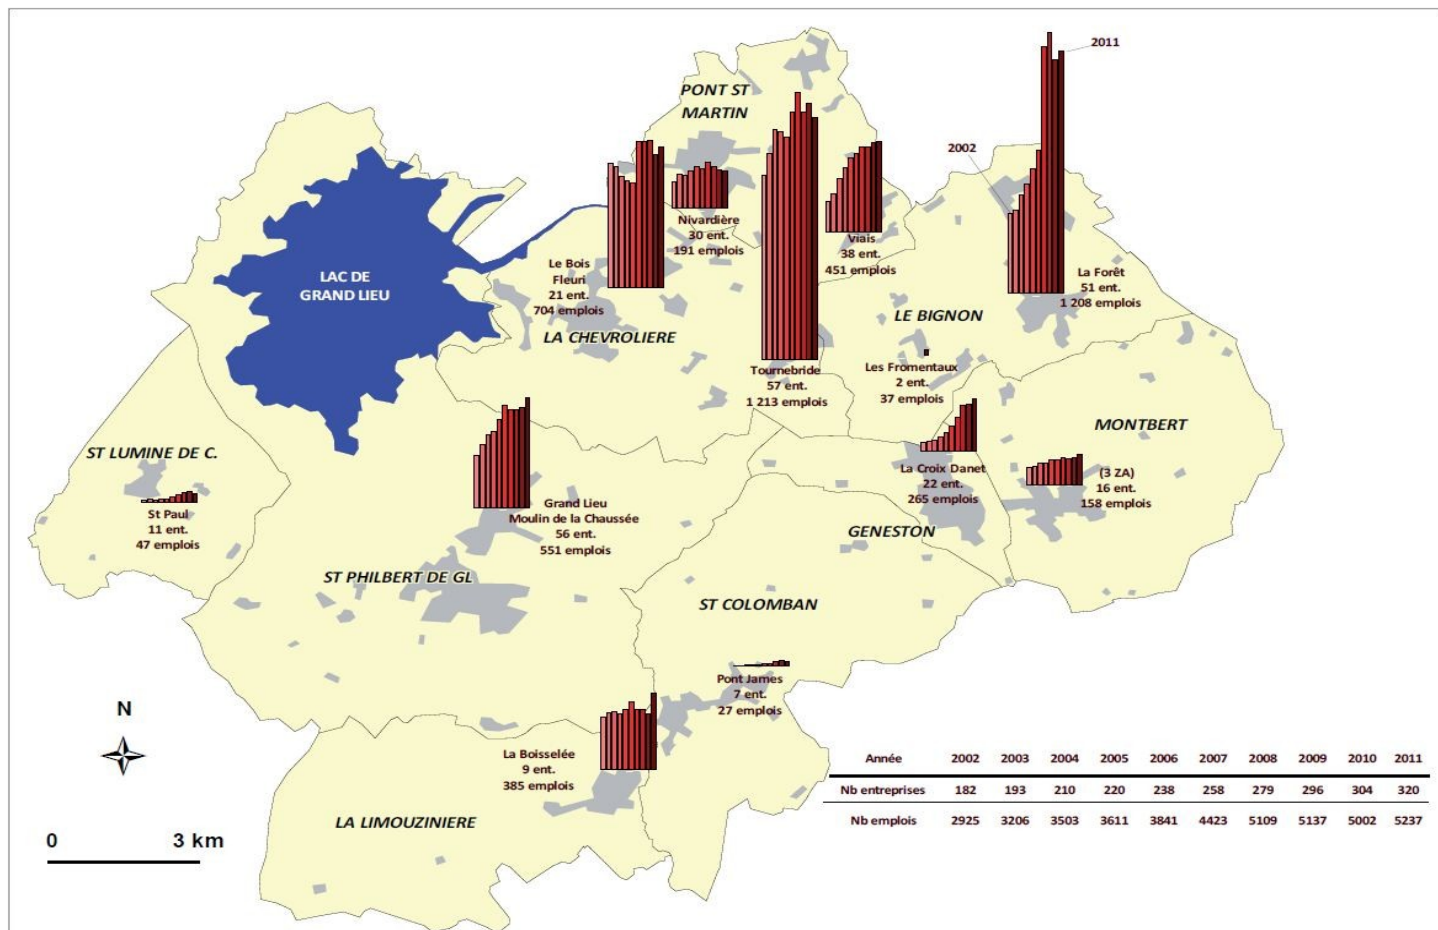 2011
PONT ST
MARTIN
2002
Nivardière
30 ent.
191 emplois
Viais
38 ent.
451 emplois
Le Bois
Fleuri
21 ent.
704 emplois
LAC DE
GRAND LIEU
La Forêt
51 ent.
1 208 emplois
LE BIGNON
LA CHEVROLIERE
Tournebride
57 ent.
1 213 emplois
Les Fromentaux
2 ent.
37 emplois
MONTBERT
ST LUMINE DE C.
La Croix Danet
22 ent.
265 emplois
(3 ZA)
16 ent.
158 emplois
St Paul
11 ent.
47 emplois
Grand Lieu
Moulin de la Chaussée
56 ent.
551 emplois
GENESTON
ST PHILBERT DE GL
ST COLOMBAN
Pont James
7 ent.
27 emplois
N
La Boisselée
9 ent.
385 emplois
LA LIMOUZINIERE
0 3 km
Année 2002 2003 2004 2005 2006 2007 2008 2009 2010 2011
Nb entreprises 182 193 210 220 238 258 279 296 304 320
Nb emplois 2925 3206 3503 3611 3841 4423 5109 5137 5002 5237